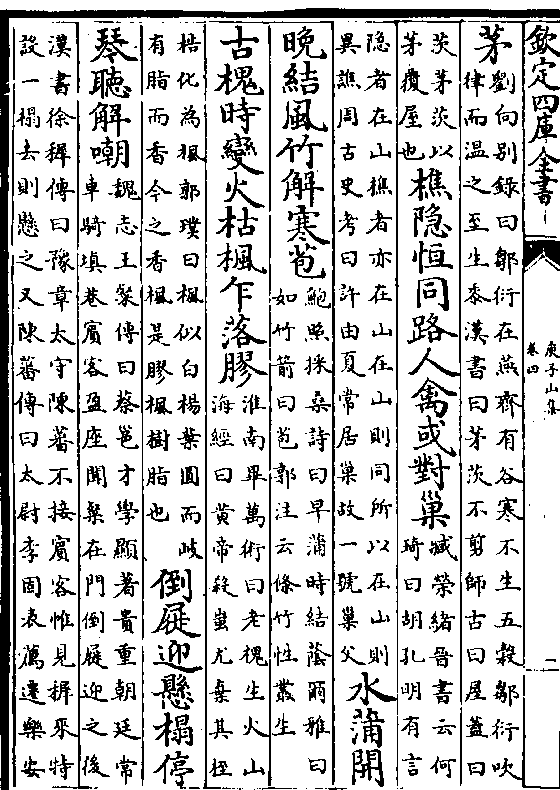 欽定四庫全書
庾子山集
卷四
二
茅
劉向別錄曰鄒衍在燕齊有谷寒不生五穀鄒衍吹
律而温之至生黍漢書曰茅茨不剪師古曰屋蓋曰
茨茅茨以
茅覆屋也
樵隐恒同路人禽或對巢
臧榮緒晉書云何
琦曰胡孔明有言
隐者在山樵者亦在山在山則同所以在山則
異譙周古史考曰許由夏常居巢故一號巢父
水蒲開
晚結風竹解寒苞
鮑照採桑詩曰早蒲時結蔭爾雅曰
如竹箭曰苞郭注云條竹性叢生
古槐時變火枯楓乍落膠
淮南畢萬術曰老槐生火山
海經曰黄帝殺蚩尤棄其桎
梏化為楓郭璞曰楓似白楊葉圓而岐
有脂而香今之香楓是膠楓樹脂也
倒屣迎懸榻停
琴聽解嘲
魏志王粲傳曰蔡邕才學顯著貴重朝廷常
車騎填巷賓客盈座聞粲在門倒屣迎之後
漢書徐穉傳曰豫章太守陳蕃不接賓客惟見穉來特
設一榻去則懸之又陳蕃傳曰太尉李固表薦遷樂安